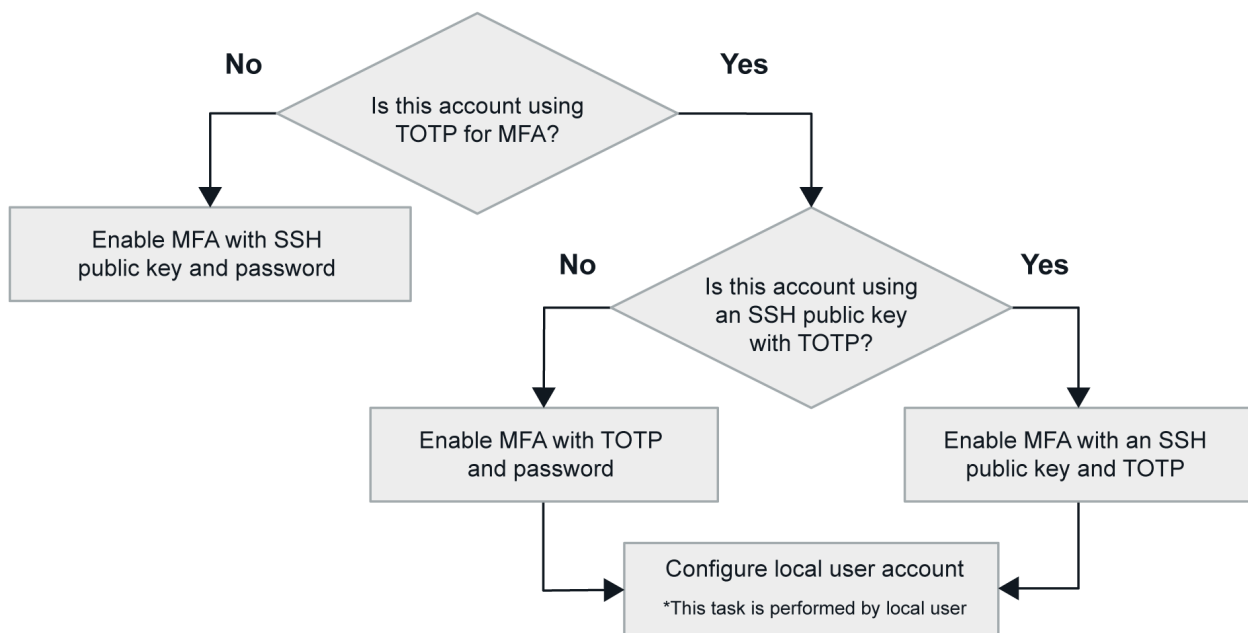 No
Yes
Is this account using
TOTP for MFA?
Enable MFA with SSH
public key and password
No
Yes
Is this account using
an SSH public key
with TOTP?
Enable MFA with TOTP
and password
Enable MFA with an SSH
public key and TOTP
Configure local user account
*This task is performed by local user